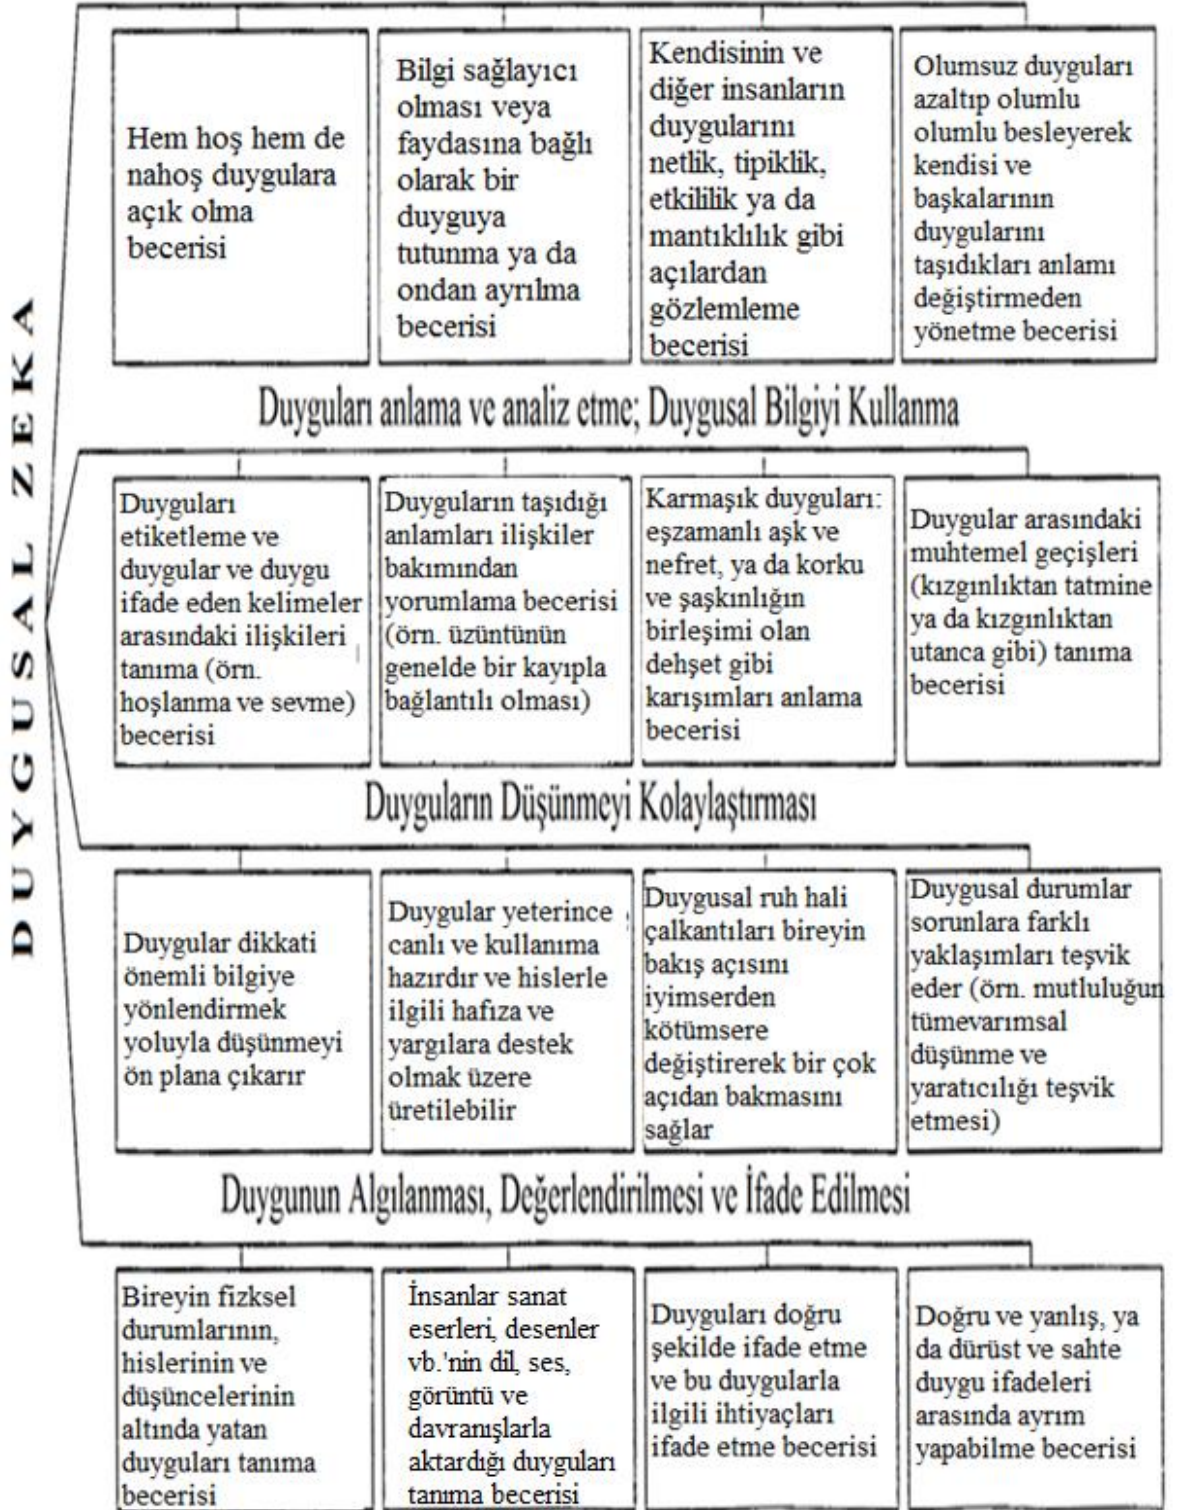 DUYGUSAL ZEKA
Hem hoş hem de
nahoş duygulara
açık olma
becerisi
Bilgi sağlayıcı
olması veya
faydasına bağlı
olarak bir
duyguya
tutunma ya da
ondan ayrılma
becerisi
Kendisinin ve
diğer insanların
duygularını
netlik, tipiklik,
etkililik ya da
mantıklılık gibi
açılardan
gözlemleme
becerisi
Olumsuz duyguları
azaltıp olumlu
olumlu besleyerek
kendisi ve
başkalarının
duygularını
taşıdıkları anlamı
değiştirmeden
yönetme becerisi
Duyguları anlama ve analiz etme; Duygusal Bilgiyi Kullanma
Duyguları
etiketleme ve
duygular ve duygu
ifade eden kelimeler
arasındaki ilişkileri
tanıma (örn.
hoşlanma ve sevme)
becerisi
Duyguların taşıdığı
anlamları ilişkiler
bakımından
yorumlama becerisi
(örn. üzüntünün
genelde bir kayıpla
bağlantılı olması)
Karmaşık duyguları:
eşzamanlı aşk ve
nefret, ya da korku
ve şaşkınlığın
birleşimi olan
dehşet gibi
karışımları anlama
becerisi
Duygular arasındaki
muhtemel geçişleri
(kızgınlıktan tatmine
ya da kızgınlıktan
utanca gibi) tanıma
becerisi
Duyguların Düşünmeyi Kolaylaştırması
Duygular dikkati
önemli bilgiye
yönlendirmek
yoluyla düşünmeyi
ön plana çıkarır
Duygular yeterince
canlı ve kullanıma
hazırdır ve hislerle
ilgili hafıza ve
yargılara destek
olmak üzere
üretilebilir
Duygusal ruh hali
çalkantıları bireyin
bakış açısını
iyimserden
kötümsere
değiştirerek bir çok
açıdan bakmasını
sağlar
Duygusal durumlar
sorunlara farklı
yaklaşımları teşvik
eder (örn. mutluluğun
tümevarımsal
düşünme ve
yaratıcılığı teşvik
etmesi)
Duygunun Algılanması, Değerlendirilmesi ve İfade Edilmesi
Bireyin fizksel
durumlarının,
hislerinin ve
düşüncelerinin
altında yatan
duyguları tanıma
becerisi
İnsanlar sanat
eserleri, desenler
vb.'nin dil, ses,
görüntü ve
davranışlarla
aktardığı duyguları
tanıma becerisi
Duyguları doğru
şekilde ifade etme
ve bu duygularla
ilgili ihtiyaçları
ifade etme becerisi
Doğru ve yanlış, ya
da dürüst ve sahte
duygu ifadeleri
arasında ayrım
yapabilme becerisi